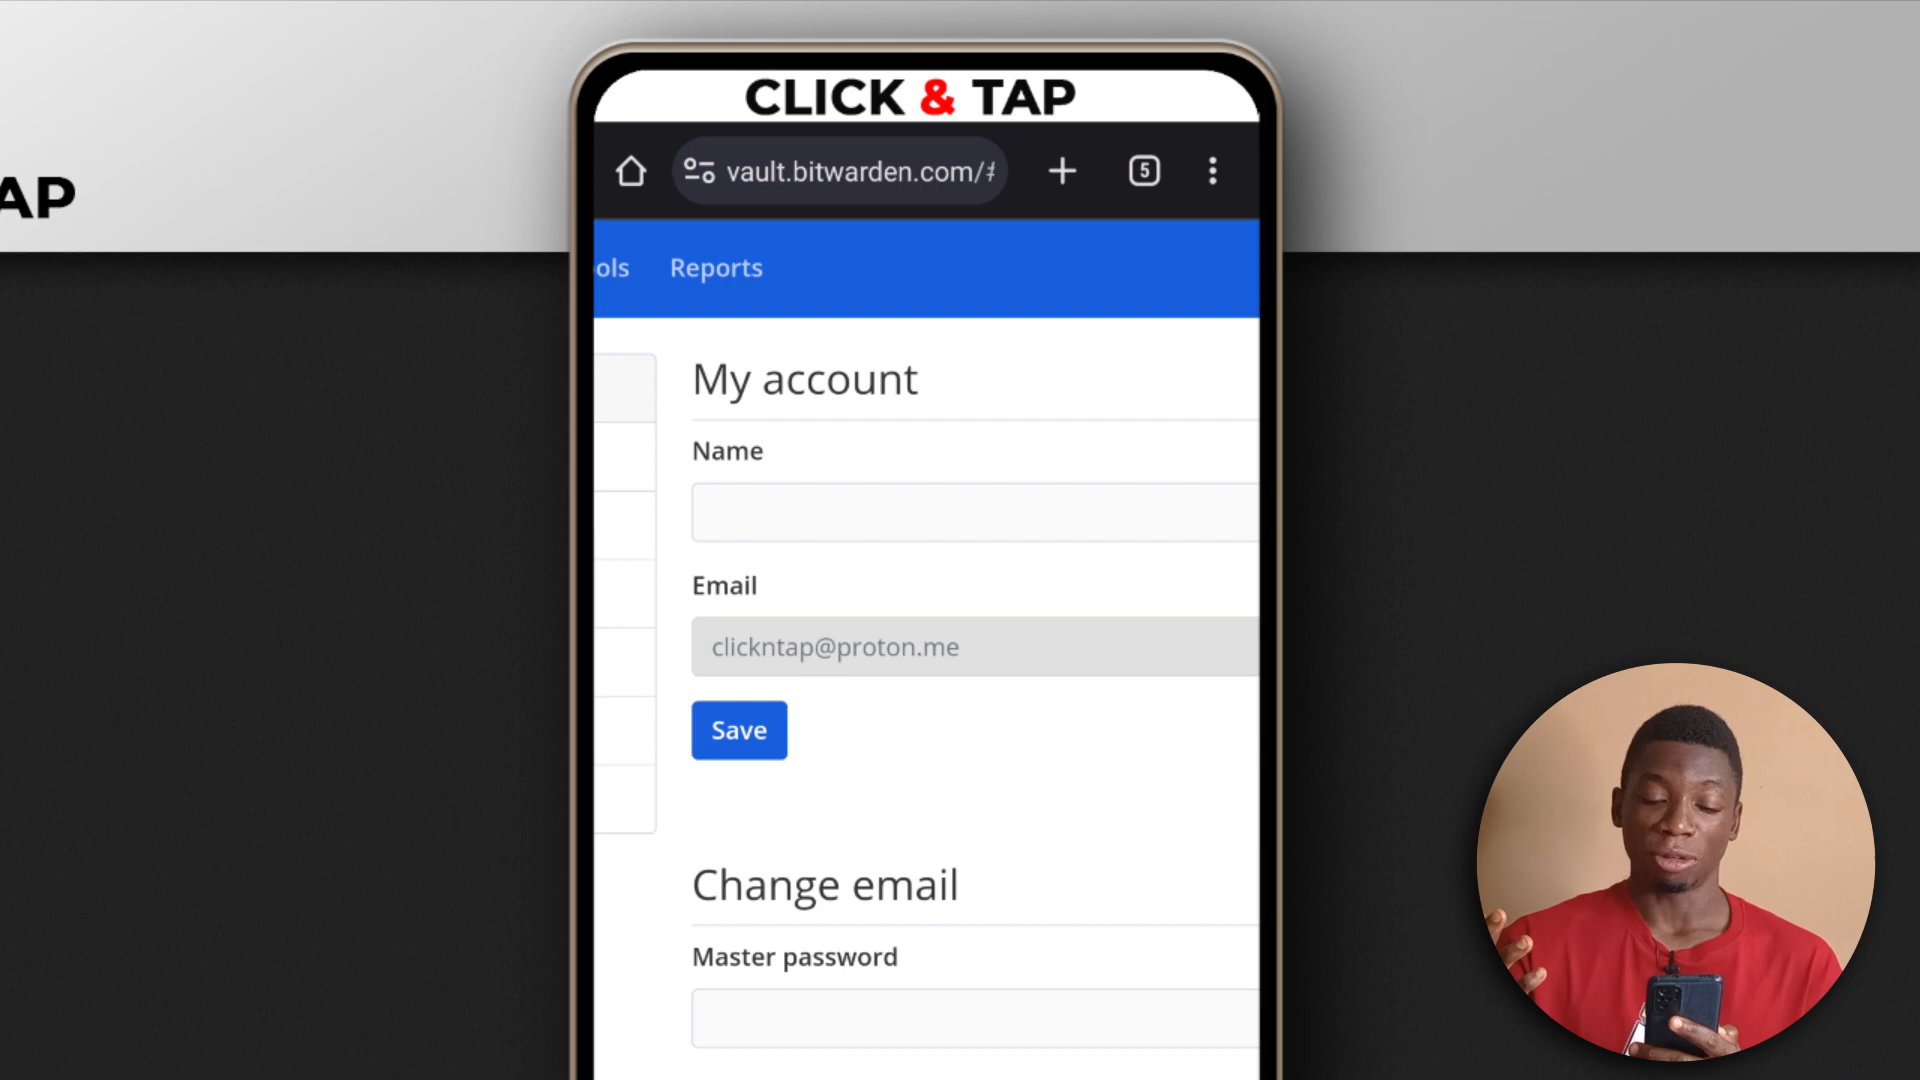 CLICK & TAP
vault.bitwarden.com/
5
AP
ols Reports
My account
Name
Email
clickntap@proton.me
Save
Change email
Master password